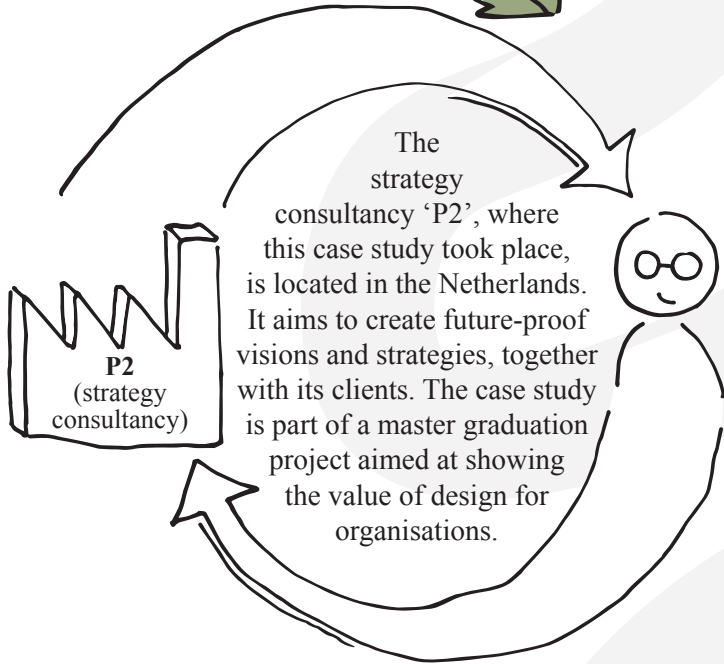 The
strategy
consultancy ‘P2’, where
this case study took place,
is located in the Netherlands.
It aims to create future-proof
visions and strategies, together
with its clients. The case study
is part of a master graduation
project aimed at showing
the value of design for
organisations.
P2
(strategy
consultancy)